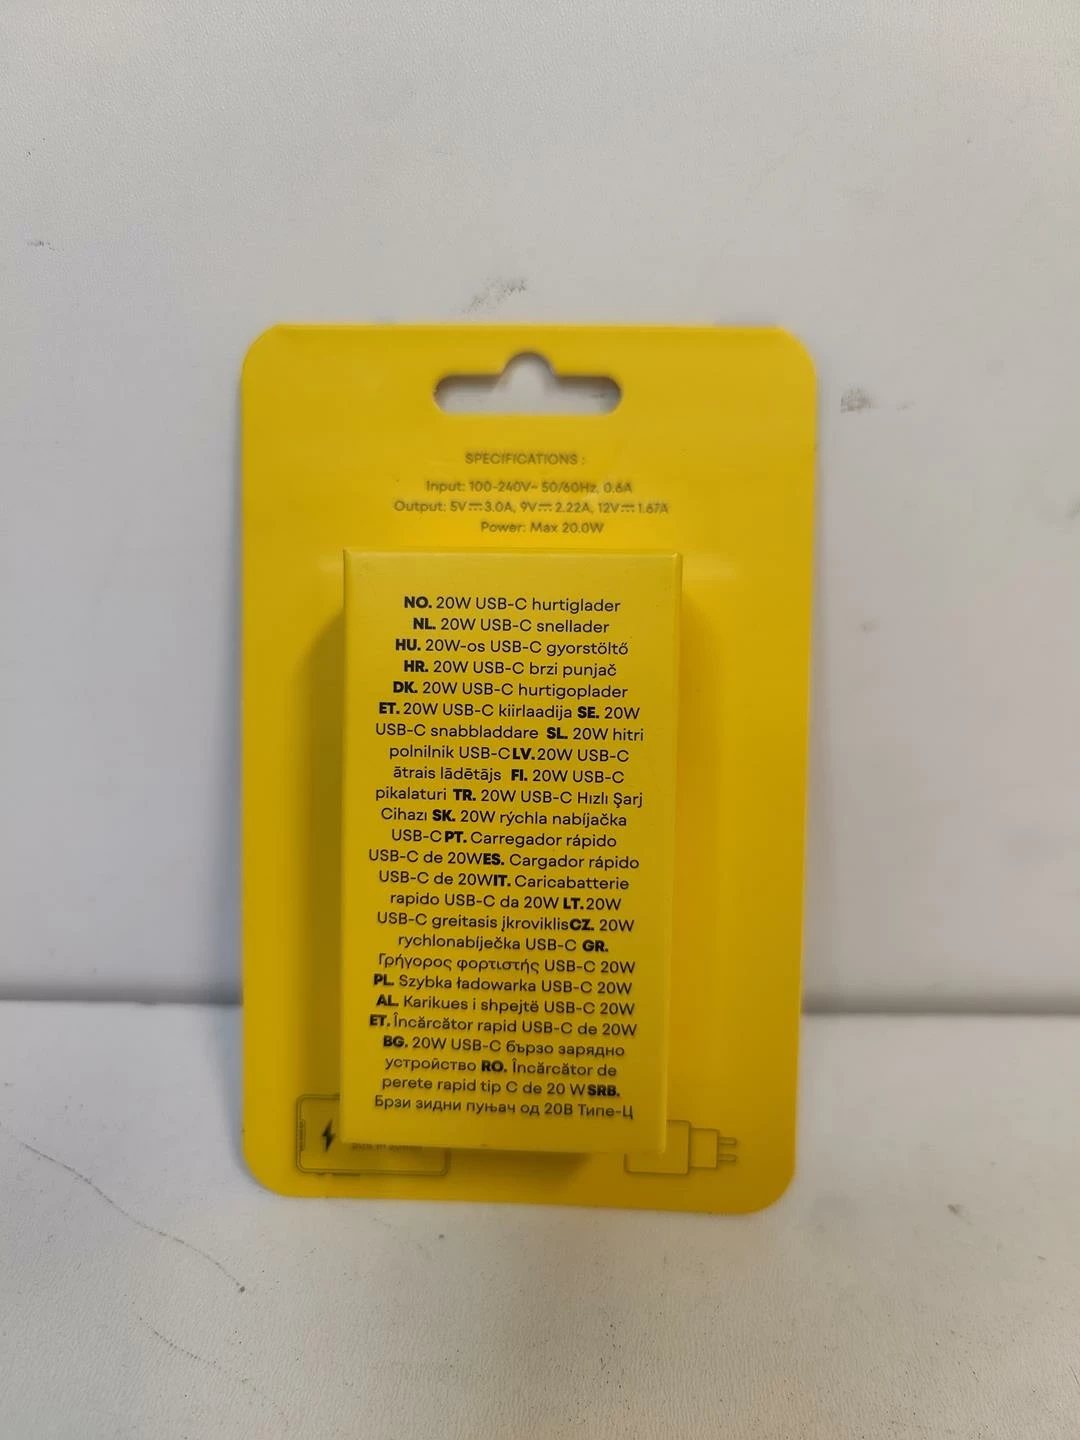 SPECIFICATIONS :
Input: 100-240V~ 50/60Hz, 0.6A
Output: 5V⎓3.0A, 9V⎓2.22A, 12V⎓1.67A
Power: Max 20.0W
NO. 20W USB-C hurtiglader
NL. 20W USB-C snellader
HU. 20W-os USB-C gyorstöltő
HR. 20W USB-C brzi punjač
DK. 20W USB-C hurtigoplader
ET. 20W USB-C kiirlaadija SE. 20W
USB-C snabbladdare SL. 20W hitri
polnilnik USB-C LV. 20W USB-C
ātrais lādētājs FI. 20W USB-C
pikalaturi TR. 20W USB-C Hızlı Şarj
Cihazı SK. 20W rýchla nabíjačka
USB-C PT. Carregador rápido
USB-C de 20W ES. Cargador rápido
USB-C de 20W IT. Caricabatterie
rapido USB-C da 20W LT. 20W
USB-C greitasis įkroviklis CZ. 20W
rychlonabíječka USB-C GR.
Γρήγορος φορτιστής USB-C 20W
PL. Szybka ładowarka USB-C 20W
AL. Karikues i shpejtë USB-C 20W
ET. Încărcător rapid USB-C de 20W
BG. 20W USB-C бързо зарядно
устройство RO. Încărcător de
perete rapid tip C de 20 W SRB.
Брзи зидни пуњач од 20В Типе-Ц